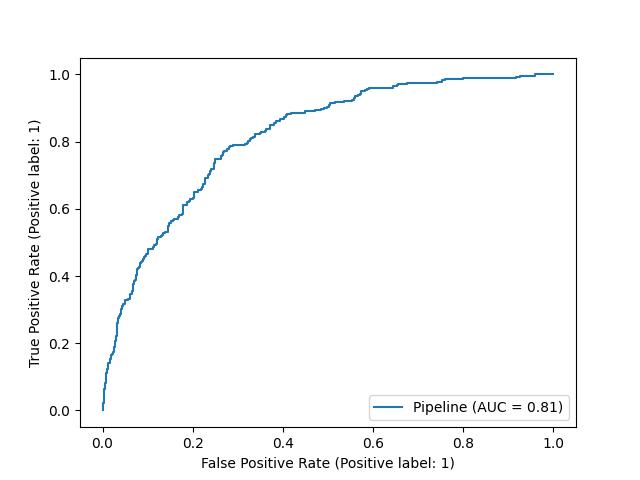 1.0
0.8
0.6
0.4
0.2
0.0
True Positive Rate (Positive label: 1)
Pipeline (AUC = 0.81)
0.0 0.2 0.4 0.6 0.8 1.0
False Positive Rate (Positive label: 1)